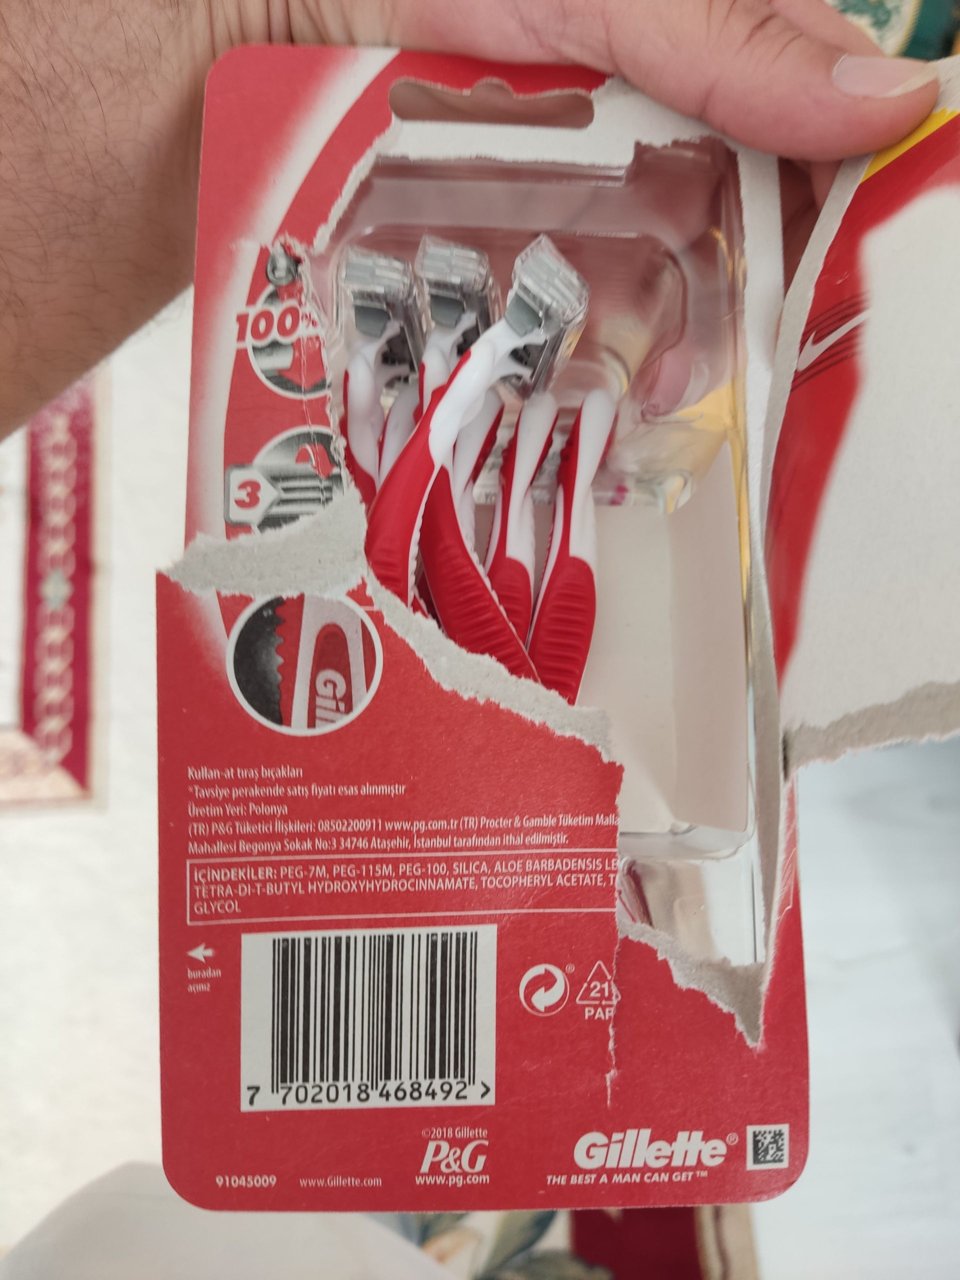 100%
3
Gil
Kullan-at tıraş bıçakları
*Tavsiye perakende satış fiyatı esas alınmıştır
Üretim Yeri: Polonya
(TR) P&G Tüketici İlişkileri: 08502200911 www.pg.com.tr (TR) Procter & Gamble Tüketim Malla
Mahallesi Begonya Sokak No:3 34746 Ataşehir, İstanbul tarafından ithal edilmiştir.
İÇİNDEKİLER: PEG-7M, PEG-115M, PEG-100, SILICA, ALOE BARBADENSIS LE
TETRA-DI-T-BUTYL HYDROXYHYDROCINNAMATE, TOCOPHERYL ACETATE, T
GLYCOL
buradan
açınız
21
PAP
7 702018 468492 >
©2018 Gillette
P&G
www.pg.com
91045009
www.Gillette.com
Gillette®
THE BEST A MAN CAN GET™